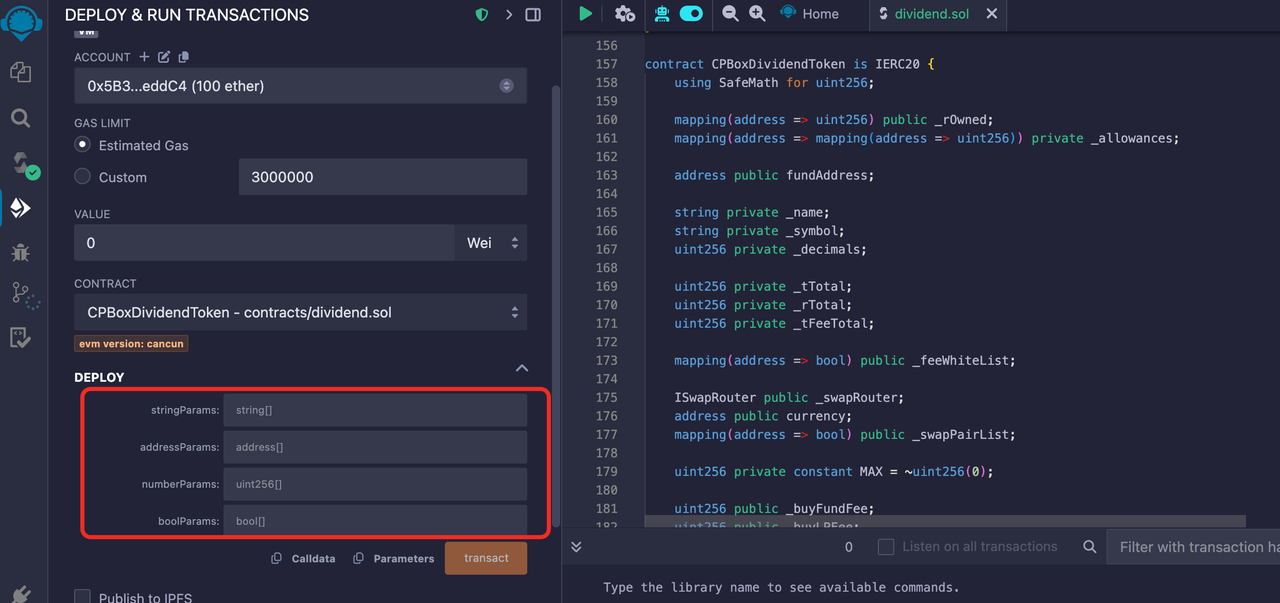 DEPLOY & RUN TRANSACTIONS
VM
ACCOUNT
0x5B3...eddC4 (100 ether)
GAS LIMIT
Estimated Gas
Custom
3000000
VALUE
0
Wei
CONTRACT
CPBoxDividendToken - contracts/dividend.sol
evm version: cancun
DEPLOY
stringParams: string[]
addressParams: address[]
numberParams: uint256[]
boolParams: bool[]
Calldata Parameters transact
Publish to IPFS
Home dividend.sol
156
157 contract CPBoxDividendToken is IERC20 {
158 using SafeMath for uint256;
159
160 mapping(address => uint256) public _rOwned;
161 mapping(address => mapping(address => uint256)) private _allowances;
162
163 address public fundAddress;
164
165 string private _name;
166 string private _symbol;
167 uint256 private _decimals;
168
169 uint256 private _tTotal;
170 uint256 private _rTotal;
171 uint256 private _tFeeTotal;
172
173 mapping(address => bool) public _feeWhiteList;
174
175 ISwapRouter public _swapRouter;
176 address public currency;
177 mapping(address => bool) public _swapPairList;
178
179 uint256 private constant MAX = ~uint256(0);
180
181 uint256 public _buyFundFee;
182 uint256 public _buyLPFee;
0 Listen on all transactions Filter with transaction ha
Type the library name to see available commands.